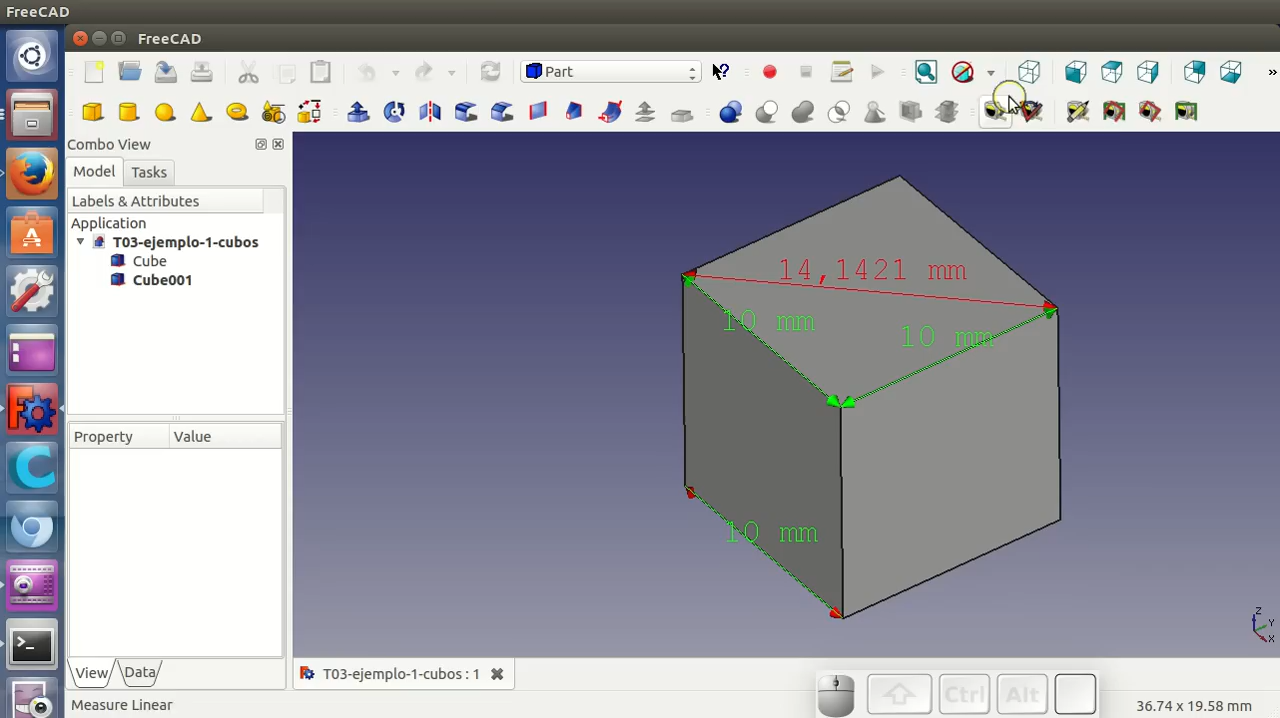 FreeCAD
FreeCAD
Part
»
Combo View
Model
Tasks
Labels & Attributes
Application
T03-ejemplo-1-cubos
Cube
Cube001
14,1421 mm
10 mm
10 mm
10 mm
Property
Value
Z
Y
X
View
Data
T03-ejemplo-1-cubos : 1
Ctrl
Alt
Measure Linear
36.74 x 19.58 mm